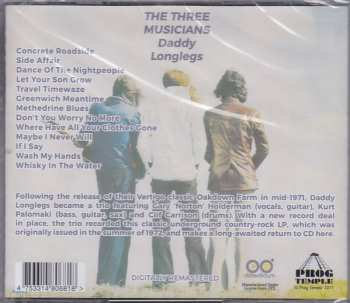 THE THREE
MUSICIANS
Daddy
Longlegs
Concrete Roadside
Side Affair
Dance Of The Nightpeople
Let Your Son Grow
Travel Timewaze
Greenwich Meantime
Methedrine Blues
Don't You Worry No More
Where Have All Your Clothes Gone
Maybe I Never Will
If I Say
Wash My Hands
Whisky In The Water
Following the release of their Vertigo classic Oakdown Farm in mid-1971, Daddy
Longlegs became a trio featuring Gary 'Norton' Holderman (vocals, guitar), Kurt
Palomaki (bass, guitar, sax) and Clif Carrison (drums). With a new record deal
in place, the trio recorded this classic underground country-rock LP, which was
originally issued in the summer of 1972, and makes a long-awaited return to CD here.
DIGITALLY REMASTERED
4 753314 805818
PROG
TEMPLE